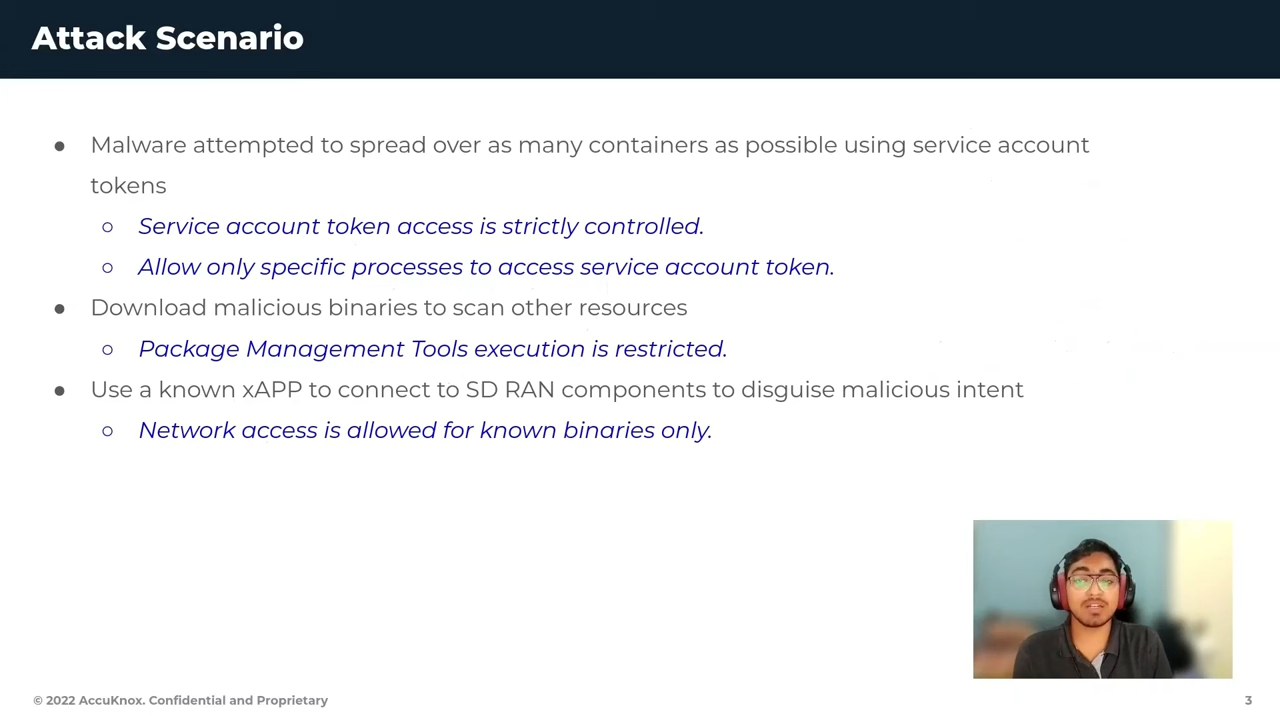 Attack Scenario
● Malware attempted to spread over as many containers as possible using service account
tokens
○ Service account token access is strictly controlled.
○ Allow only specific processes to access service account token.
● Download malicious binaries to scan other resources
○ Package Management Tools execution is restricted.
● Use a known xAPP to connect to SD RAN components to disguise malicious intent
○ Network access is allowed for known binaries only.
© 2022 AccuKnox. Confidential and Proprietary
3